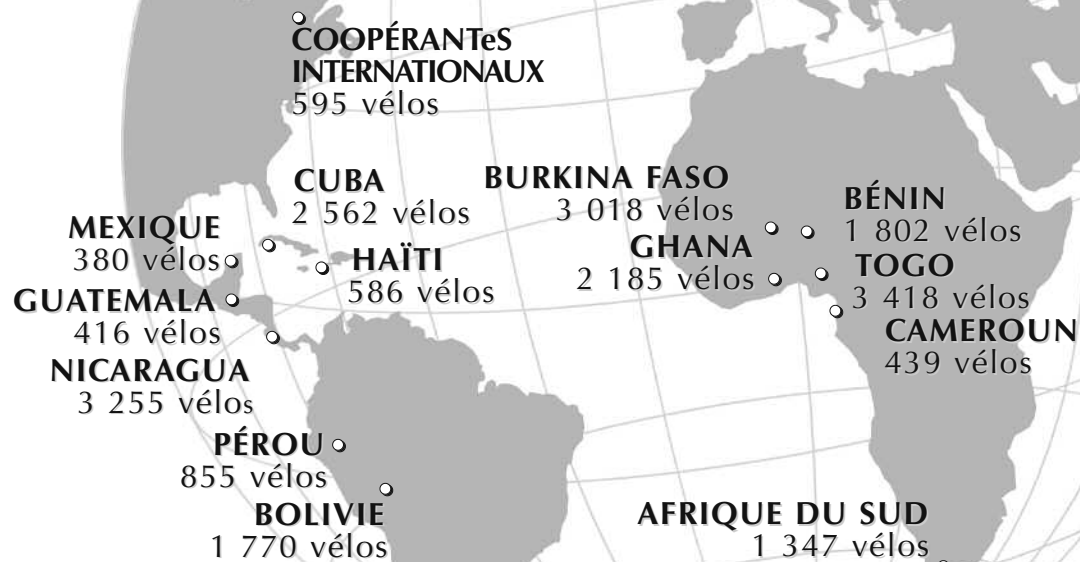 COOPÉRANTeS
INTERNATIONAUX
595 vélos
CUBA
2 562 vélos
MEXIQUE
380 vélos
HAÏTI
586 vélos
GUATEMALA
416 vélos
NICARAGUA
3 255 vélos
PÉROU
855 vélos
BOLIVIE
1 770 vélos
BURKINA FASO
3 018 vélos
GHANA
2 185 vélos
BÉNIN
1 802 vélos
TOGO
3 418 vélos
CAMEROUN
439 vélos
AFRIQUE DU SUD
1 347 vélos